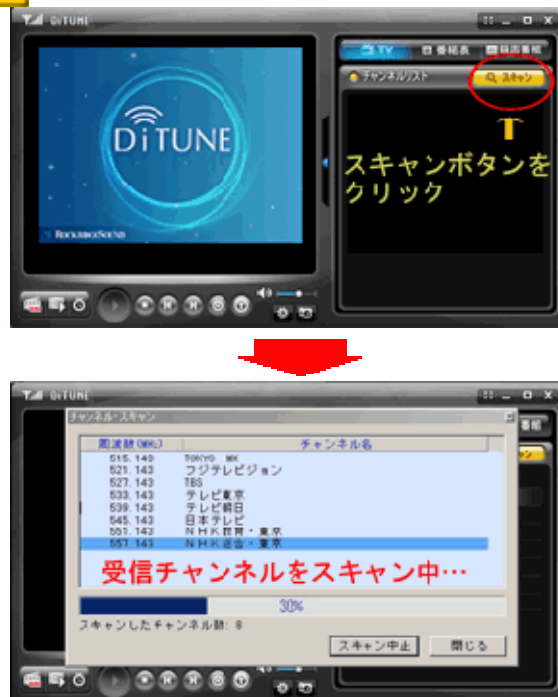 DiTUNE
TV
番組表
録画番組
チャンネルリスト
スキャン
DiTUNE
スキャンボタンを
クリック
DiTUNE
チャンネル・スキャン
周波数(MHz) チャンネル名
515.143 TOKYO MX
521.143 フジテレビジョン
527.143 TBS
533.143 テレビ東京
539.143 テレビ朝日
545.143 日本テレビ
551.143 NHK教育・東京
557.143 NHK総合・東京
受信チャンネルをスキャン中…
30%
スキャンしたチャンネル数: 8
スキャン中止
閉じる